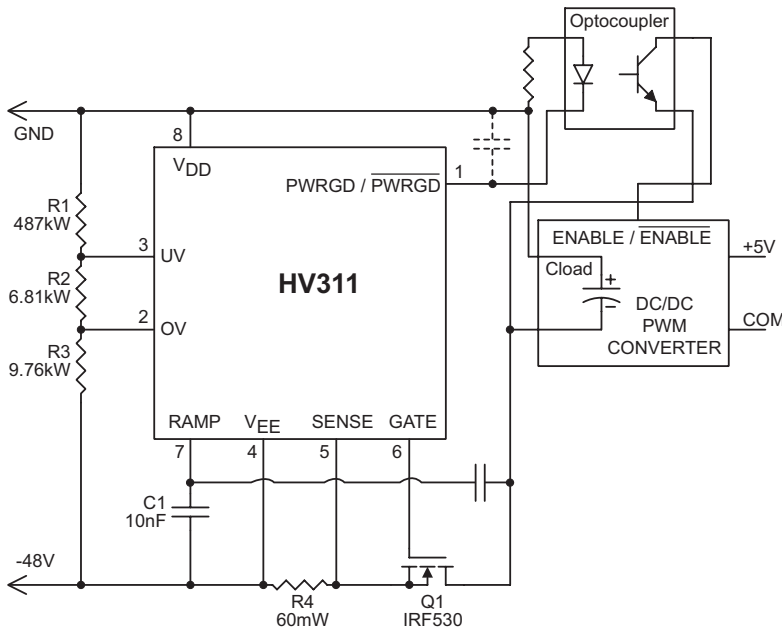 Optocoupler
GND
8
VDD
PWRGD / PWRGD
1
R1
487kW
3
UV
ENABLE / ENABLE
+5V
HV311
Cload
+
R2
6.81kW
2
OV
DC/DC
PWM
CONVERTER
−
COM
R3
9.76kW
RAMP
VEE
SENSE
GATE
7
4
5
6
C1
10nF
-48V
R4
60mW
Q1
IRF530